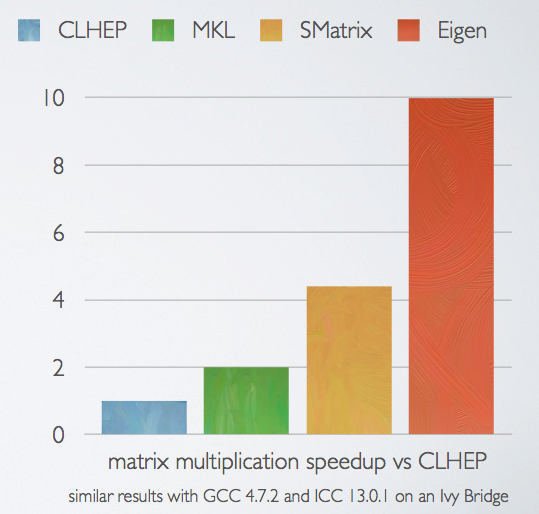 CLHEP MKL SMatrix Eigen
10
8
6
4
2
0
matrix multiplication speedup vs CLHEP
similar results with GCC 4.7.2 and ICC 13.0.1 on an Ivy Bridge